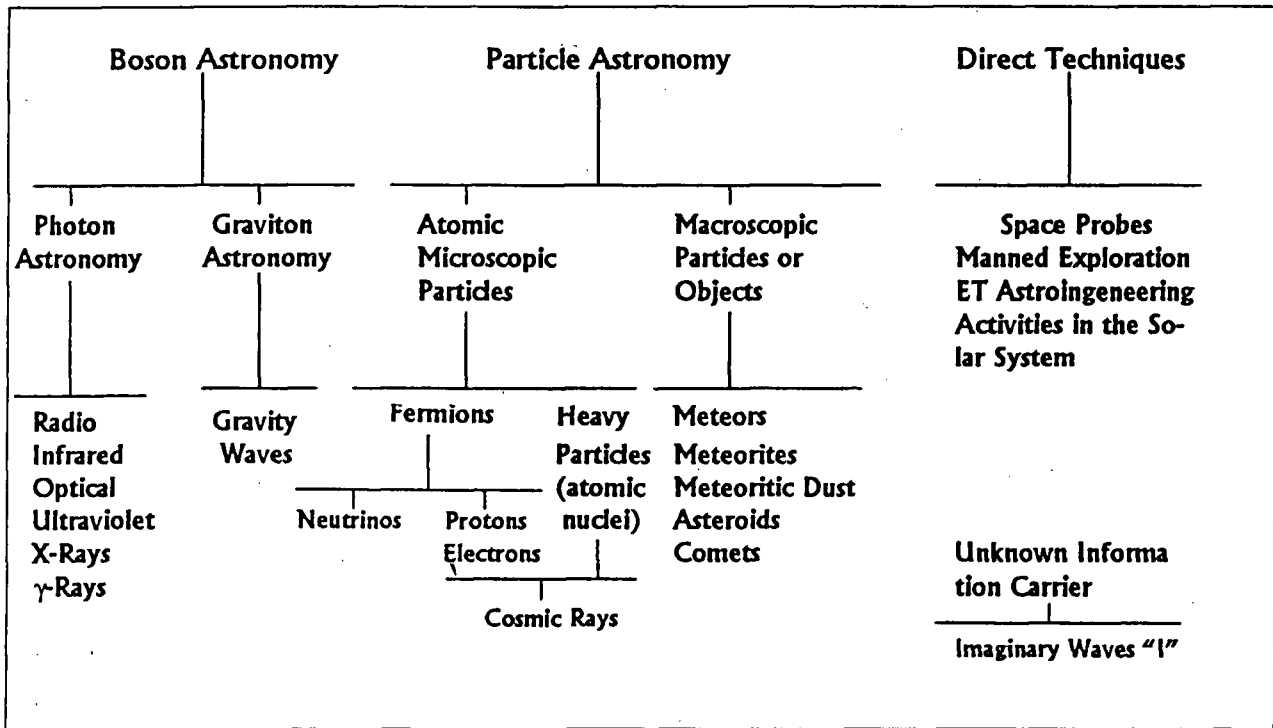 Boson Astronomy
Particle Astronomy
Direct Techniques
Photon
Astronomy
Graviton
Astronomy
Atomic
Microscopic
Particles
Macroscopic
Particles or
Objects
Space Probes
Manned Exploration
ET Astroingeneering
Activities in the So-
lar System
Radio
Infrared
Optical
Ultraviolet
X-Rays
γ-Rays
Gravity
Waves
Fermions
Heavy
Particles
(atomic
nuclei)
Neutrinos
Protons
Electrons
Cosmic Rays
Meteors
Meteorites
Meteoritic Dust
Asteroids
Comets
Unknown Informa
tion Carrier
Imaginary Waves "I"